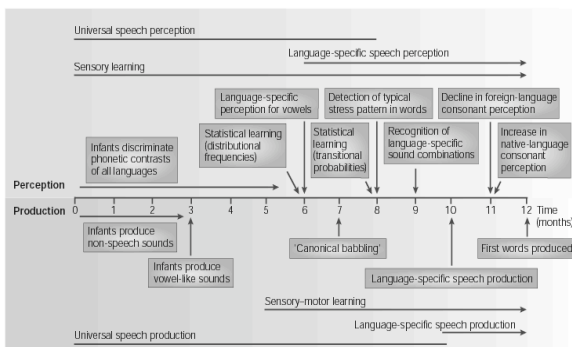 Universal speech perception
Language-specific speech perception
Sensory learning
Language-specific
perception for vowels
Detection of typical
stress pattern in words
Decline in foreign-language
consonant perception
Statistical learning
(distributional
frequencies)
Statistical
learning
(transitional
probabilities)
Recognition of
language-specific
sound combinations
Increase in
native-language
consonant
perception
Infants discriminate
phonetic contrasts
of all languages
Perception
Production
0 1 2 3 4 5 6 7 8 9 10 11 12 Time
(months)
Infants produce
non-speech sounds
'Canonical babbling'
First words produced
Infants produce
vowel-like sounds
Language-specific speech production
Sensory–motor learning
Language-specific speech production
Universal speech production